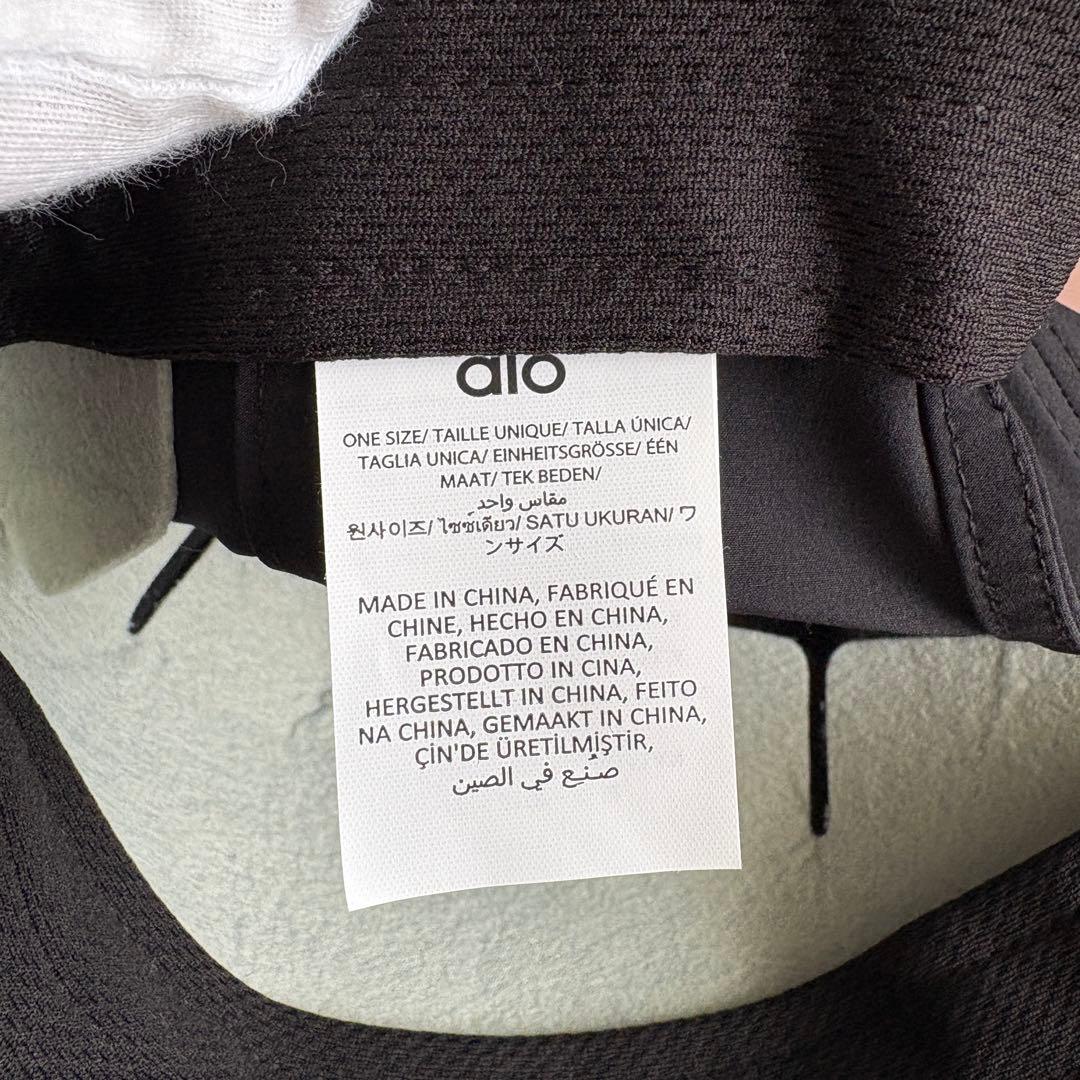 alo
ONE SIZE/ TAILLE UNIQUE/ TALLA ÚNICA/
TAGLIA UNICA/ EINHEITSGRÖSSE/ ÉÉN
MAAT/ TEK BEDEN/
مقاس واحد
원사이즈/ ไซซ์เดียว/ SATU UKURAN/ ワ
ンサイズ
MADE IN CHINA, FABRIQUÉ EN
CHINE, HECHO EN CHINA,
FABRICADO EN CHINA,
PRODOTTO IN CINA,
HERGESTELLT IN CHINA, FEITO
NA CHINA, GEMAAKT IN CHINA,
ÇİN'DE ÜRETİLMİŞTİR,
صُنِع في الصين